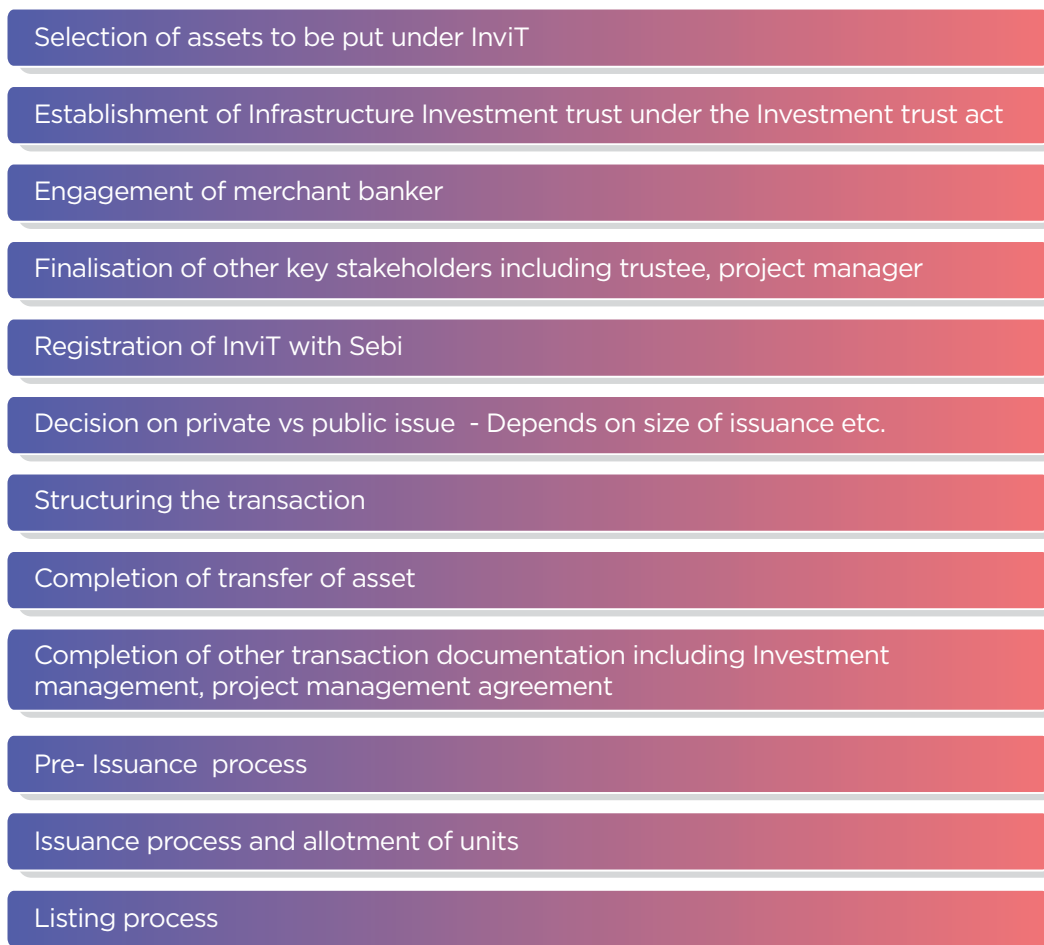 Selection of assets to be put under InviT
Establishment of Infrastructure Investment trust under the Investment trust act
Engagement of merchant banker
Finalisation of other key stakeholders including trustee, project manager
Registration of InviT with Sebi
Decision on private vs public issue  - Depends on size of issuance etc.
Structuring the transaction
Completion of transfer of asset
Completion of other transaction documentation including Investment
management, project management agreement
Pre- Issuance  process
Issuance process and allotment of units
Listing process